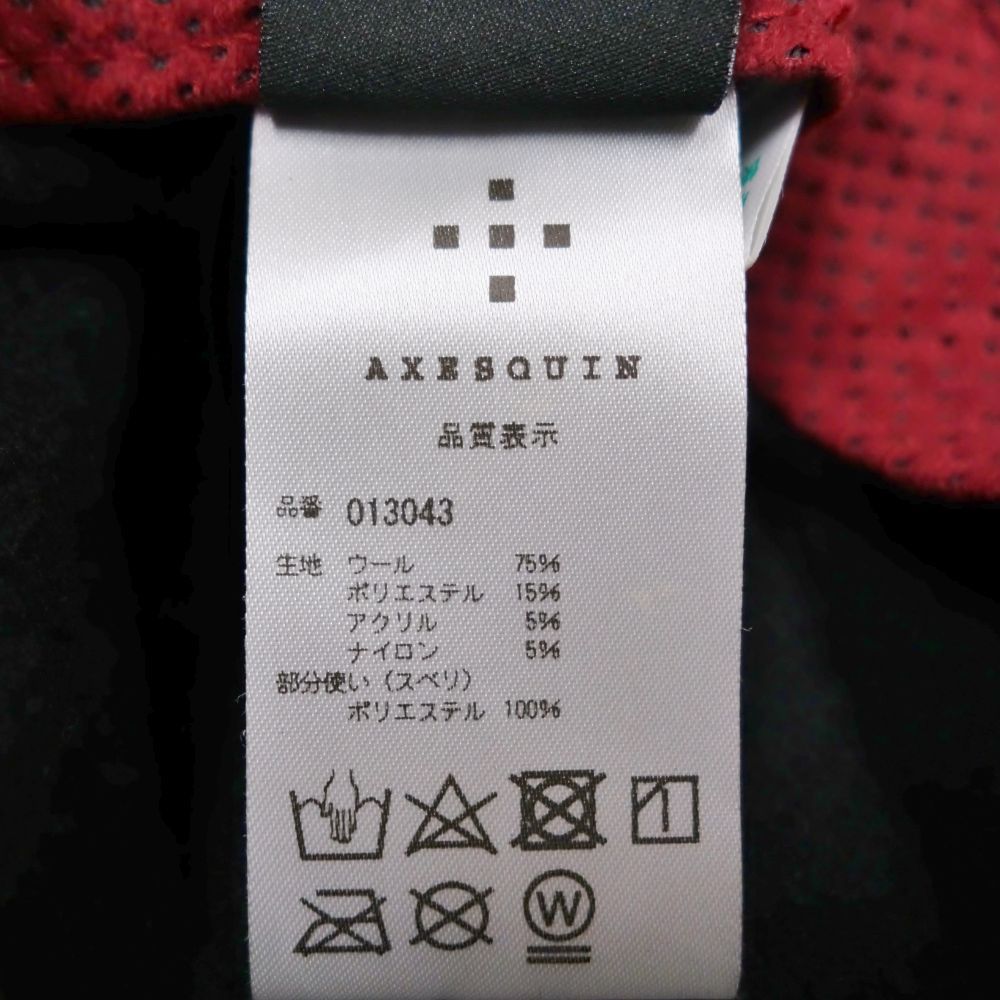 AXESQUIN
品質表示
品番 013043
生地 ウール 75%
ポリエステル 15%
アクリル 5%
ナイロン 5%
部分使い(スベリ)
ポリエステル 100%
W